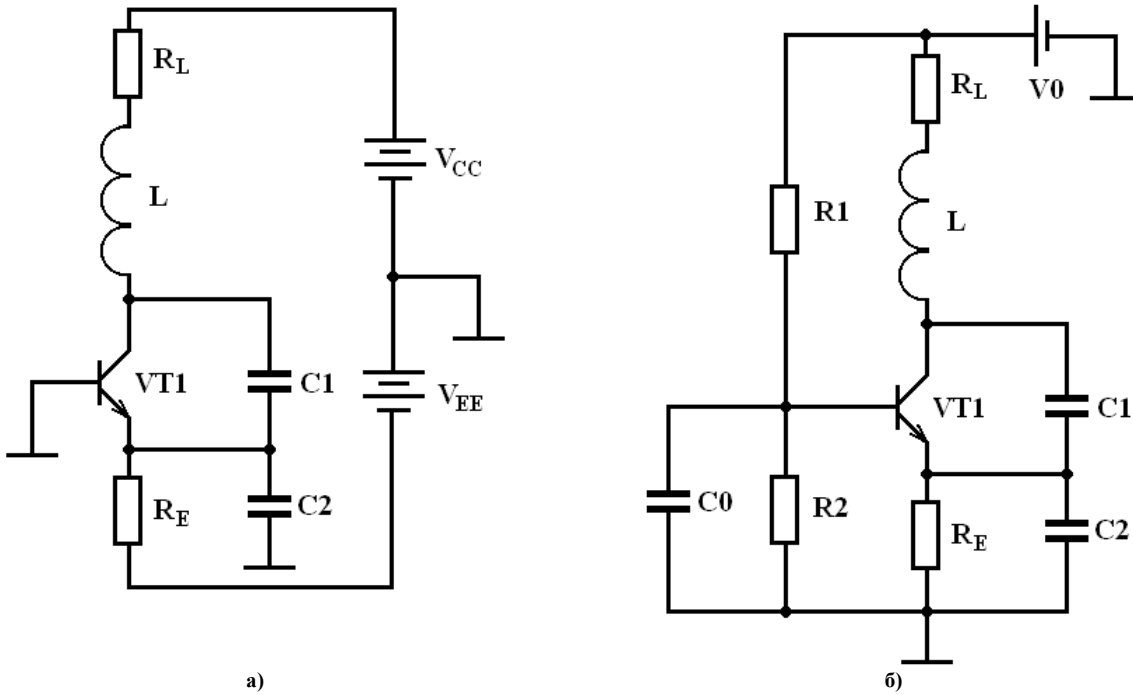 R_L
L
V_CC
VT1
C1
V_EE
R_E
C2
а)
V0
R_L
R1
L
VT1
C1
C0
R2
R_E
C2
б)